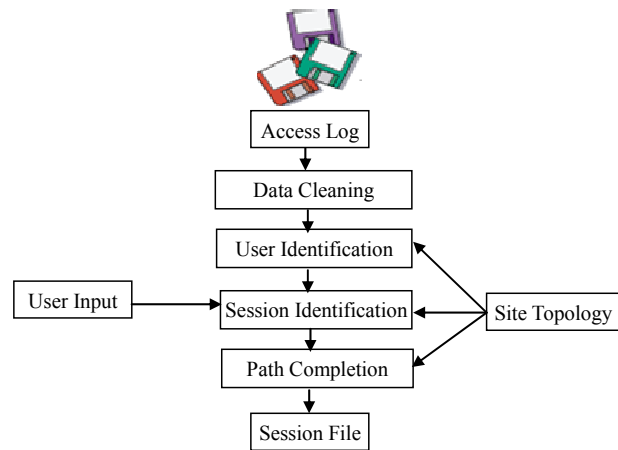 Access Log
Data Cleaning
User Identification
User Input
Session Identification
Site Topology
Path Completion
Session File